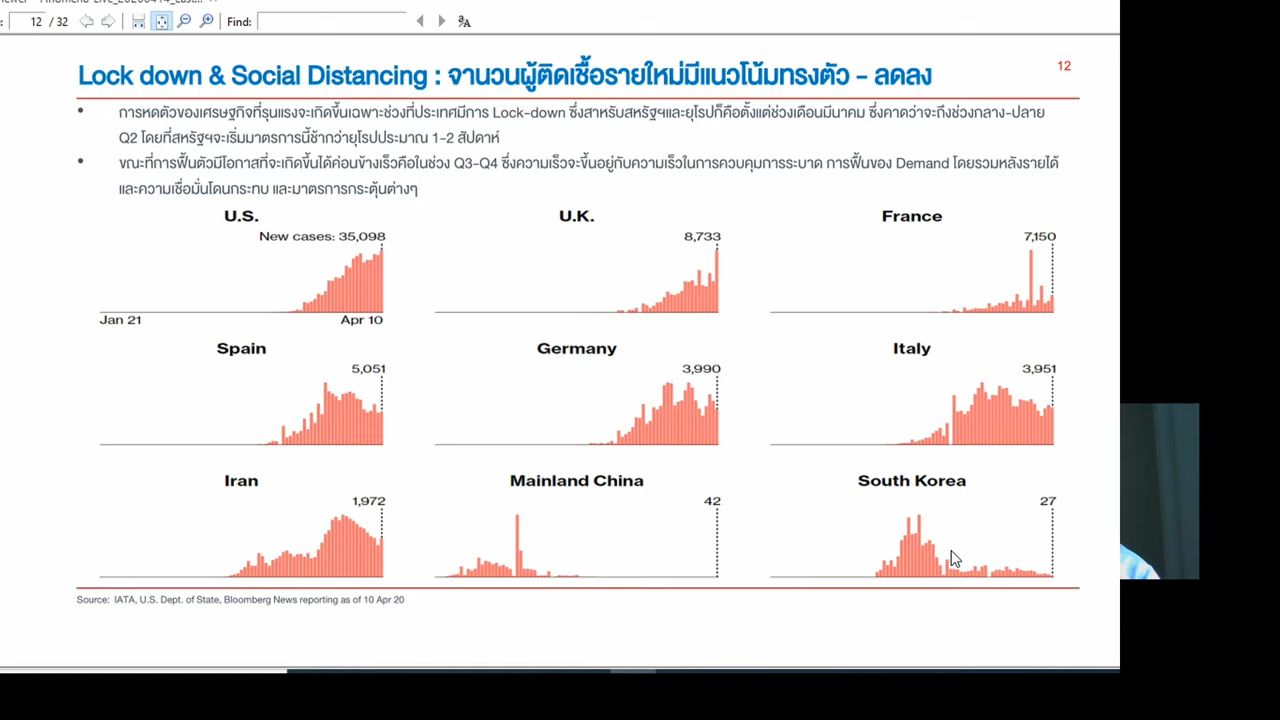 12 / 32 Find:
Lock down & Social Distancing : จำนวนผู้ติดเชื้อรายใหม่มีแนวโน้มทรงตัว - ลดลง
12
• การหดตัวของเศรษฐกิจที่รุนแรงจะเกิดขึ้นเฉพาะช่วงที่ประเทศมีการ Lock-down ซึ่งสำหรับสหรัฐฯและยุโรปก็คือตั้งแต่ช่วงเดือนมีนาคม ซึ่งคาดว่าจะถึงช่วงกลาง-ปลาย
Q2 โดยที่สหรัฐฯจะเริ่มมาตรการนี้ช้ากว่ายุโรปประมาณ 1-2 สัปดาห์
• ขณะที่การฟื้นตัวมีโอกาสที่จะเกิดขึ้นได้ค่อนข้างเร็วคือในช่วง Q3-Q4 ซึ่งความเร็วจะขึ้นอยู่กับความเร็วในการควบคุมการระบาด การฟื้นของ Demand โดยรวมหลังรายได้
และความเชื่อมั่นโดนกระทบ และมาตรการกระตุ้นต่างๆ
U.S. U.K. France
New cases: 35,098 8,733 7,150
Jan 21 Apr 10
Spain Germany Italy
5,051 3,990 3,951
Iran Mainland China South Korea
1,972 42 27
Source: IATA, U.S. Dept. of State, Bloomberg News reporting as of 10 Apr 20